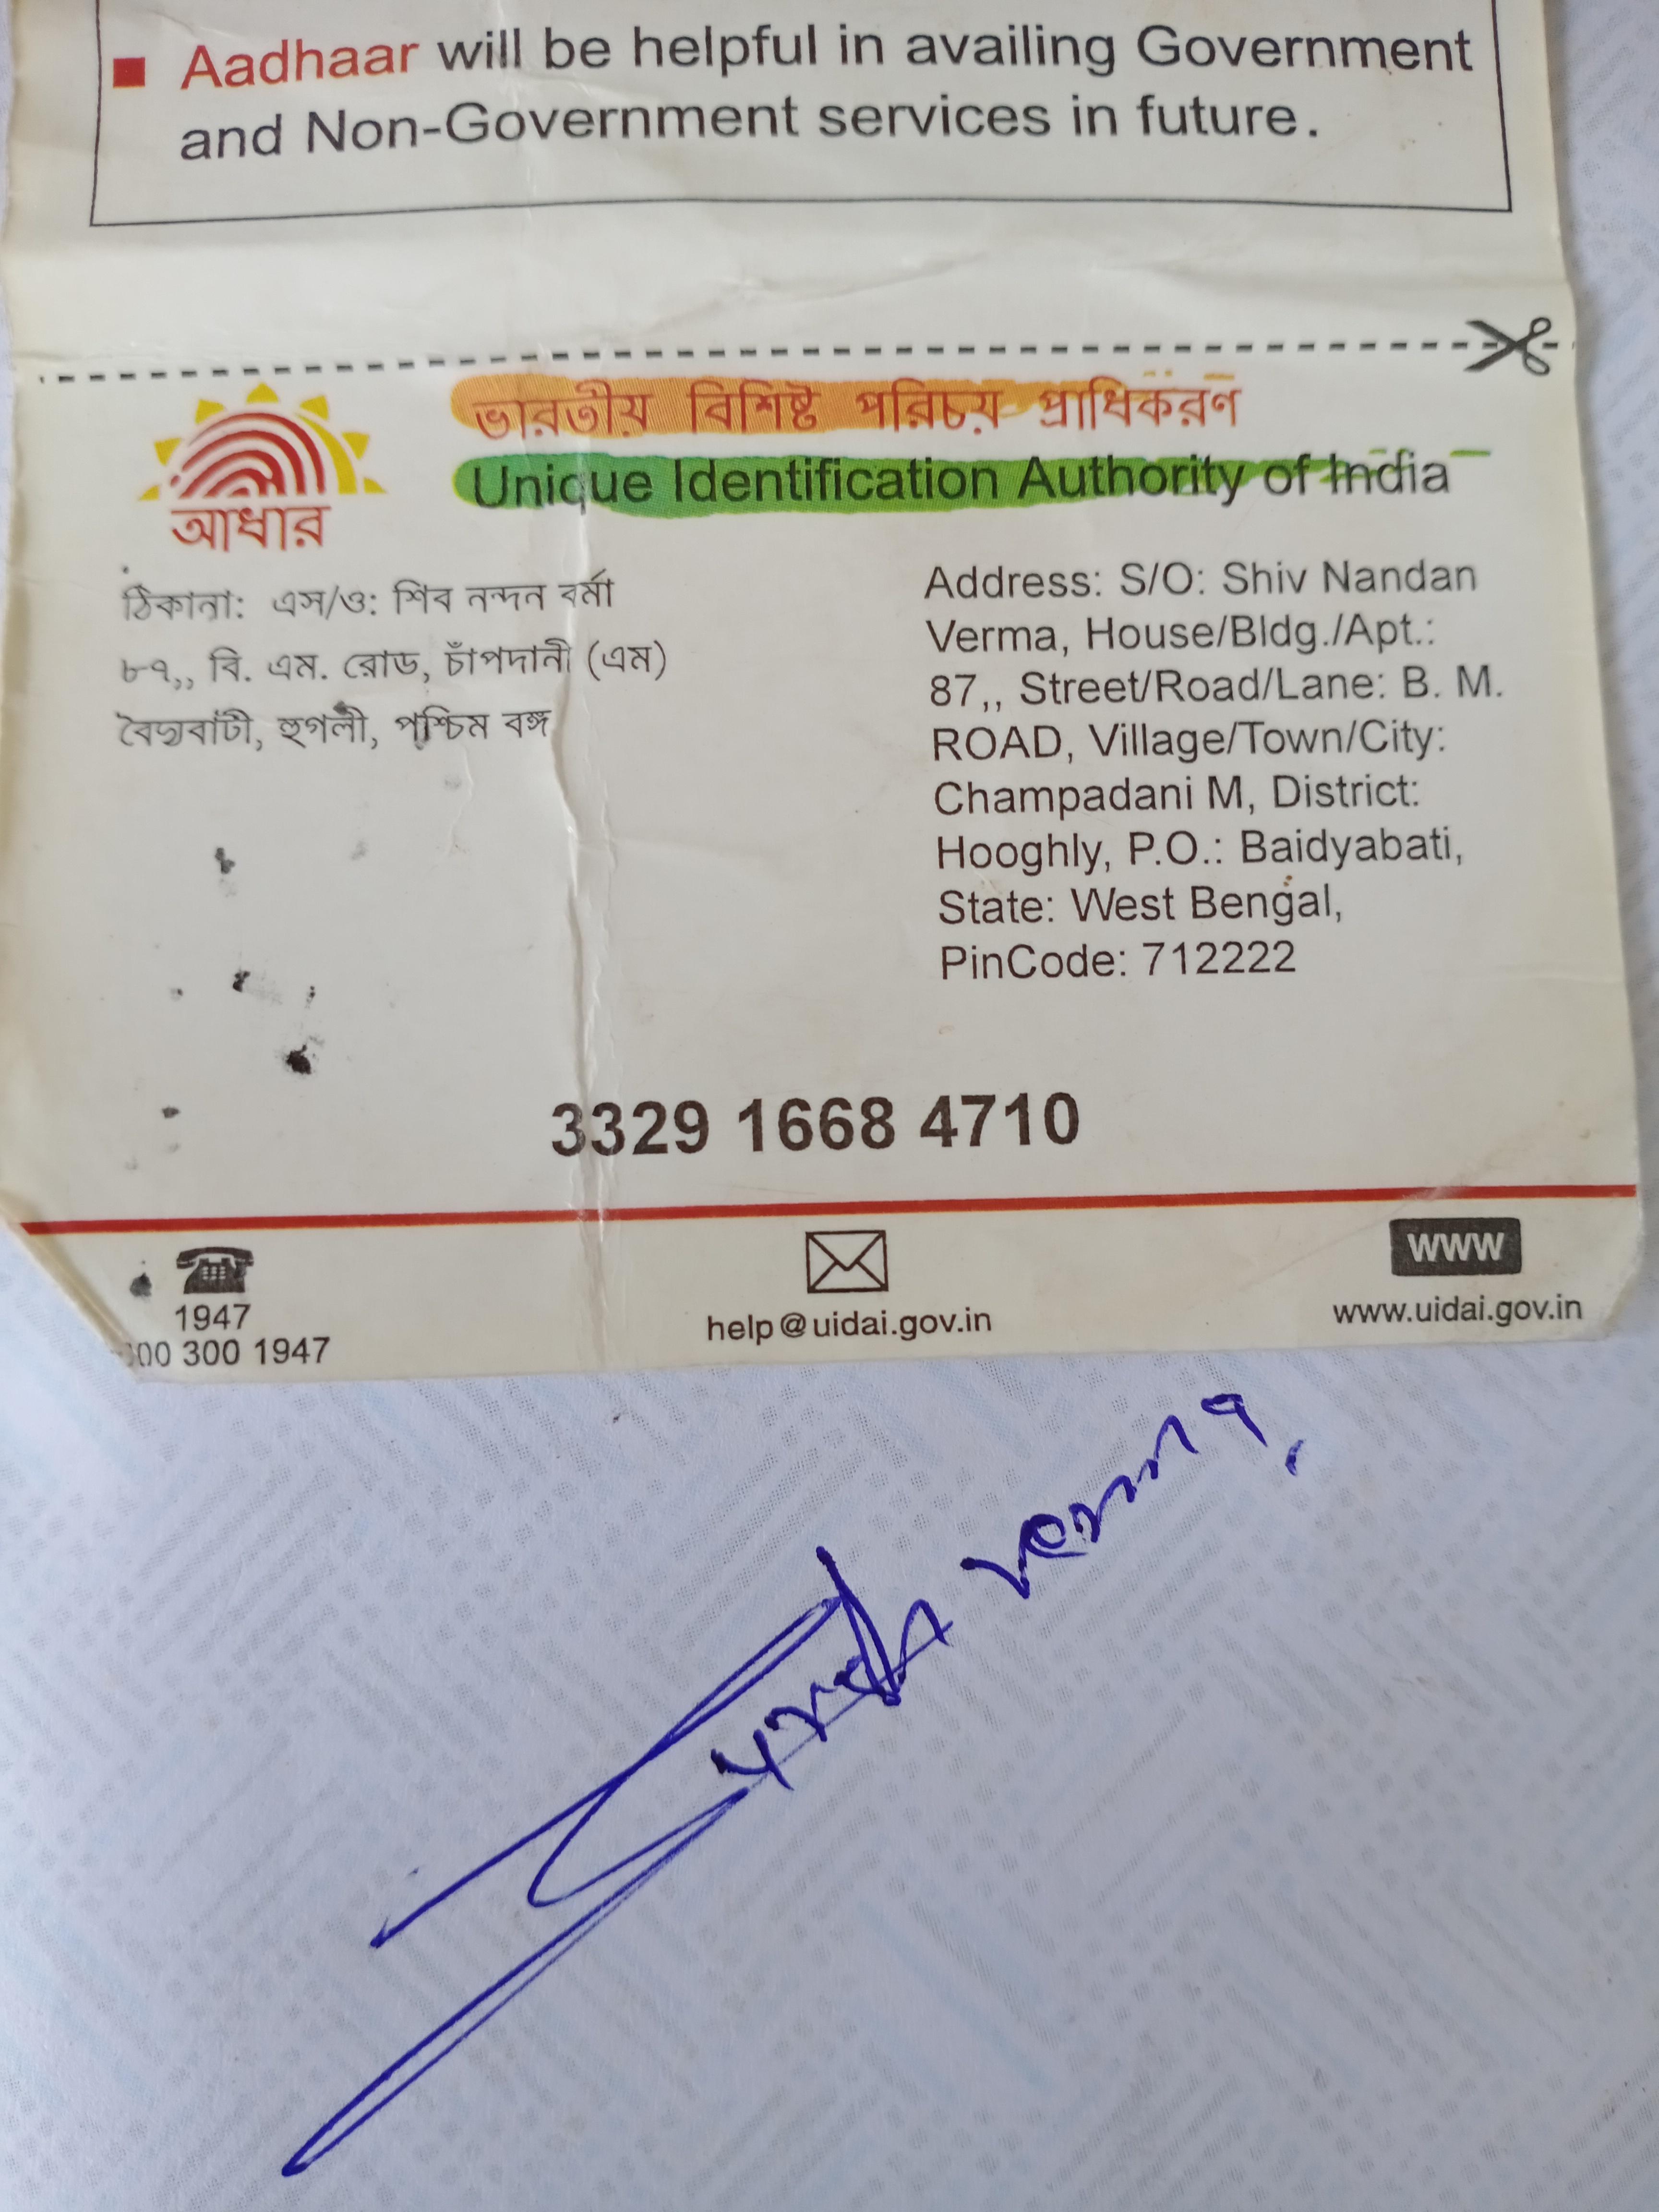 Aadhaar will be helpful in availing Government
and Non-Government services in future.
ভারতীয় বিশিষ্ট পরিচয় প্রাধিকরণ
Unique Identification Authority of India
আধার
ঠিকানা: এস/ও: শিব নন্দন বর্মা
৮৭,, বি. এম. রোড, চাঁপদানী (এম)
বৈদ্যবাটী, হুগলী, পশ্চিম বঙ্গ
Address: S/O: Shiv Nandan
Verma, House/Bldg./Apt.:
87,, Street/Road/Lane: B. M.
ROAD, Village/Town/City:
Champadani M, District:
Hooghly, P.O.: Baidyabati,
State: West Bengal,
PinCode: 712222
3329 1668 4710
1947
300 1947
help@uidai.gov.in
WWW
www.uidai.gov.in
Verma